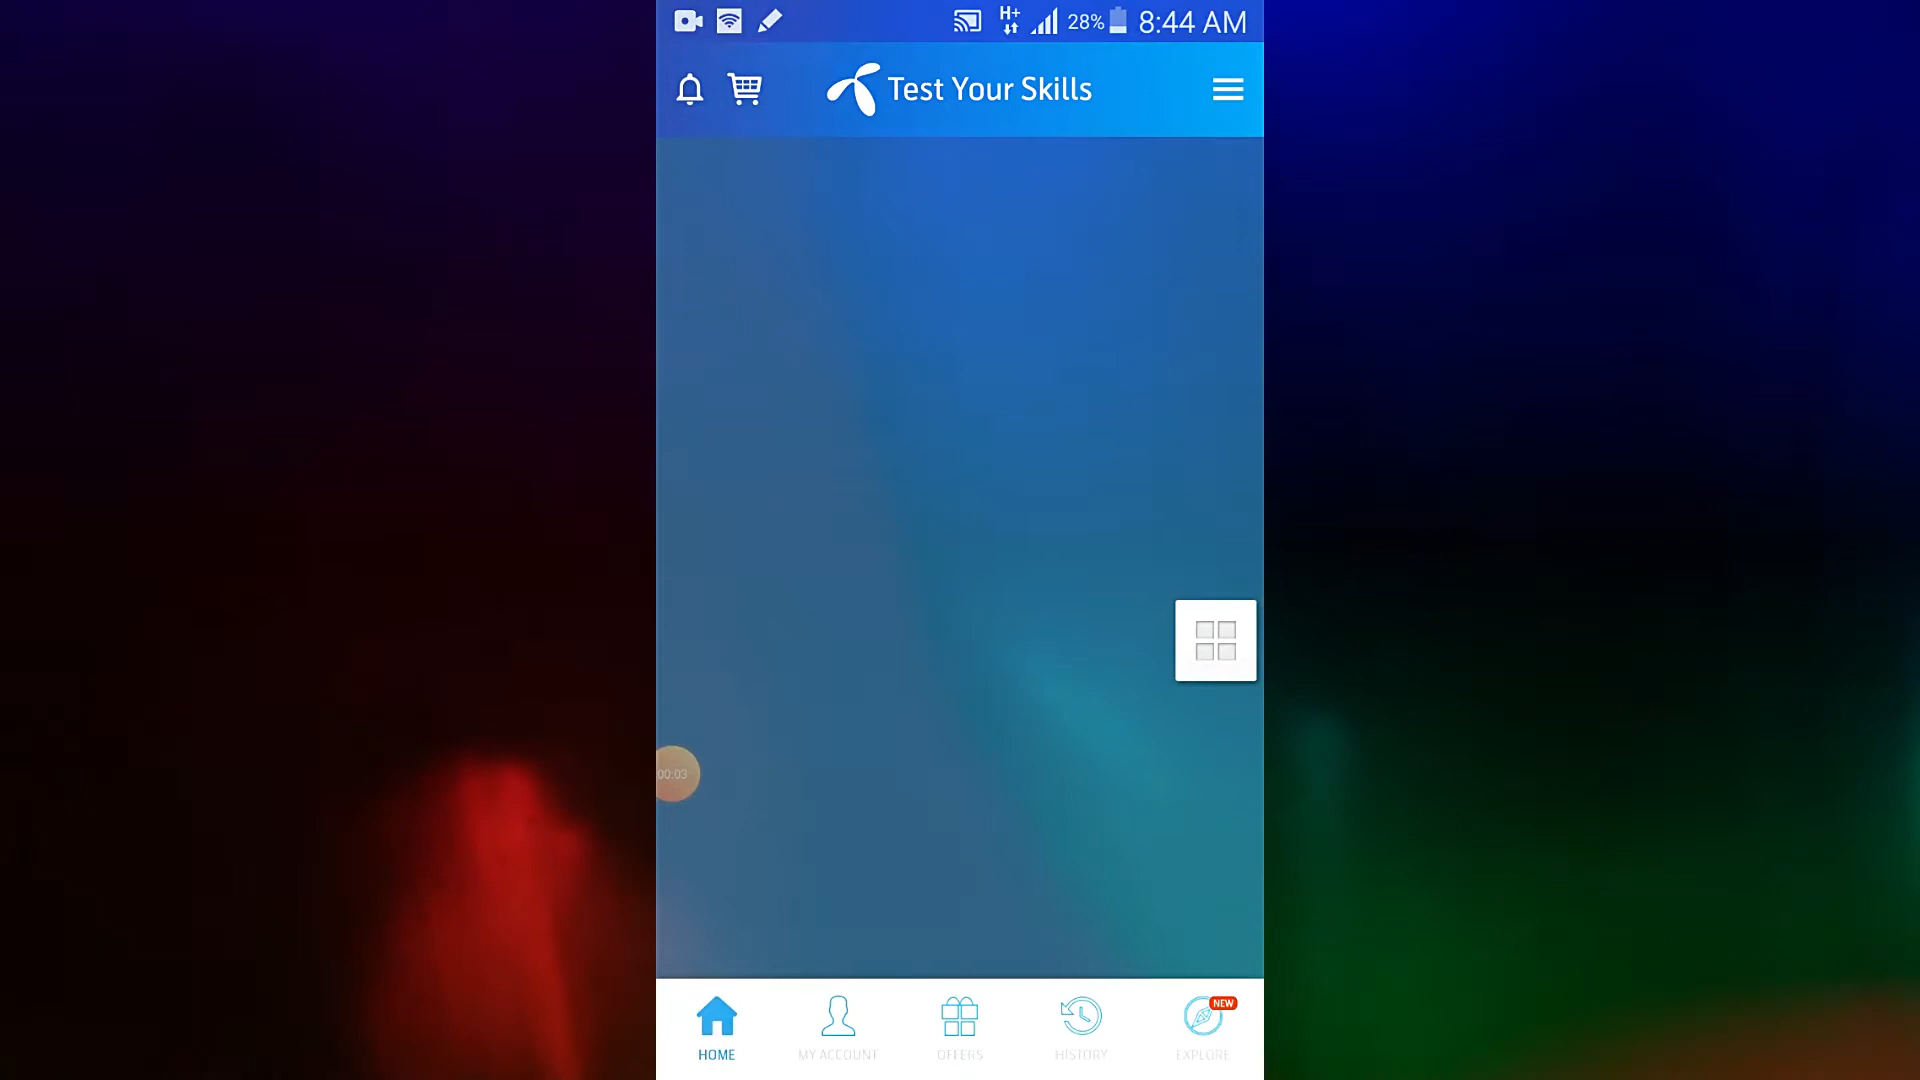 H+ 28% 8:44 AM
Test Your Skills
00:03
NEW
HOME MY ACCOUNT OFFERS HISTORY EXPLORE